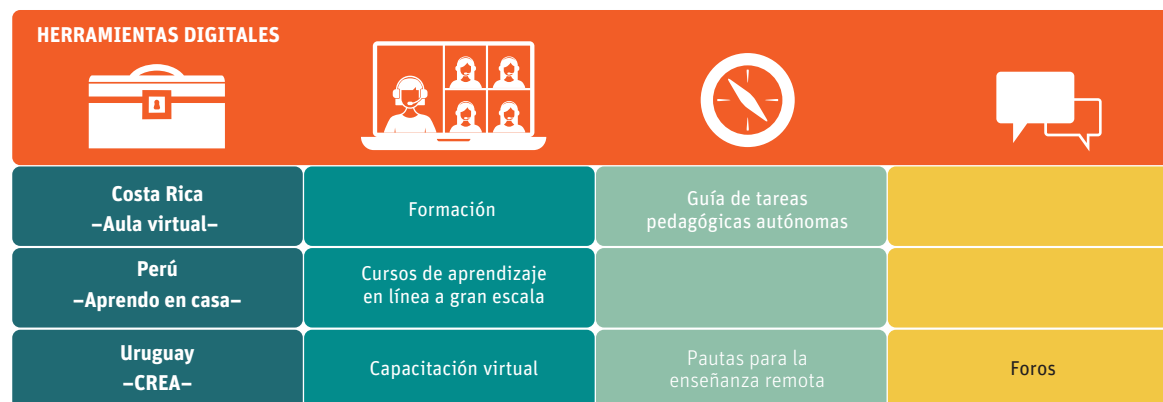 HERRAMIENTAS DIGITALES
Costa Rica
–Aula virtual–
Formación
Guía de tareas
pedagógicas autónomas
Perú
–Aprendo en casa–
Cursos de aprendizaje
en línea a gran escala
Uruguay
–CREA–
Capacitación virtual
Pautas para la
enseñanza remota
Foros